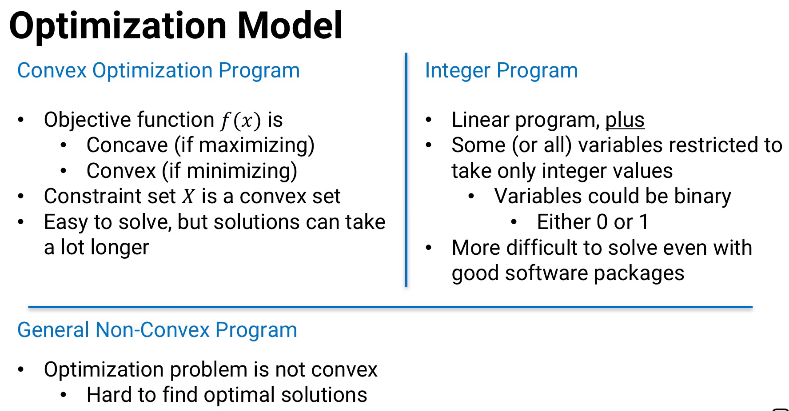 Optimization Model
Convex Optimization Program
• Objective function f(x) is
• Concave (if maximizing)
• Convex (if minimizing)
• Constraint set X is a convex set
• Easy to solve, but solutions can take
a lot longer
Integer Program
• Linear program, plus
• Some (or all) variables restricted to
take only integer values
• Variables could be binary
• Either 0 or 1
• More difficult to solve even with
good software packages
General Non-Convex Program
• Optimization problem is not convex
• Hard to find optimal solutions